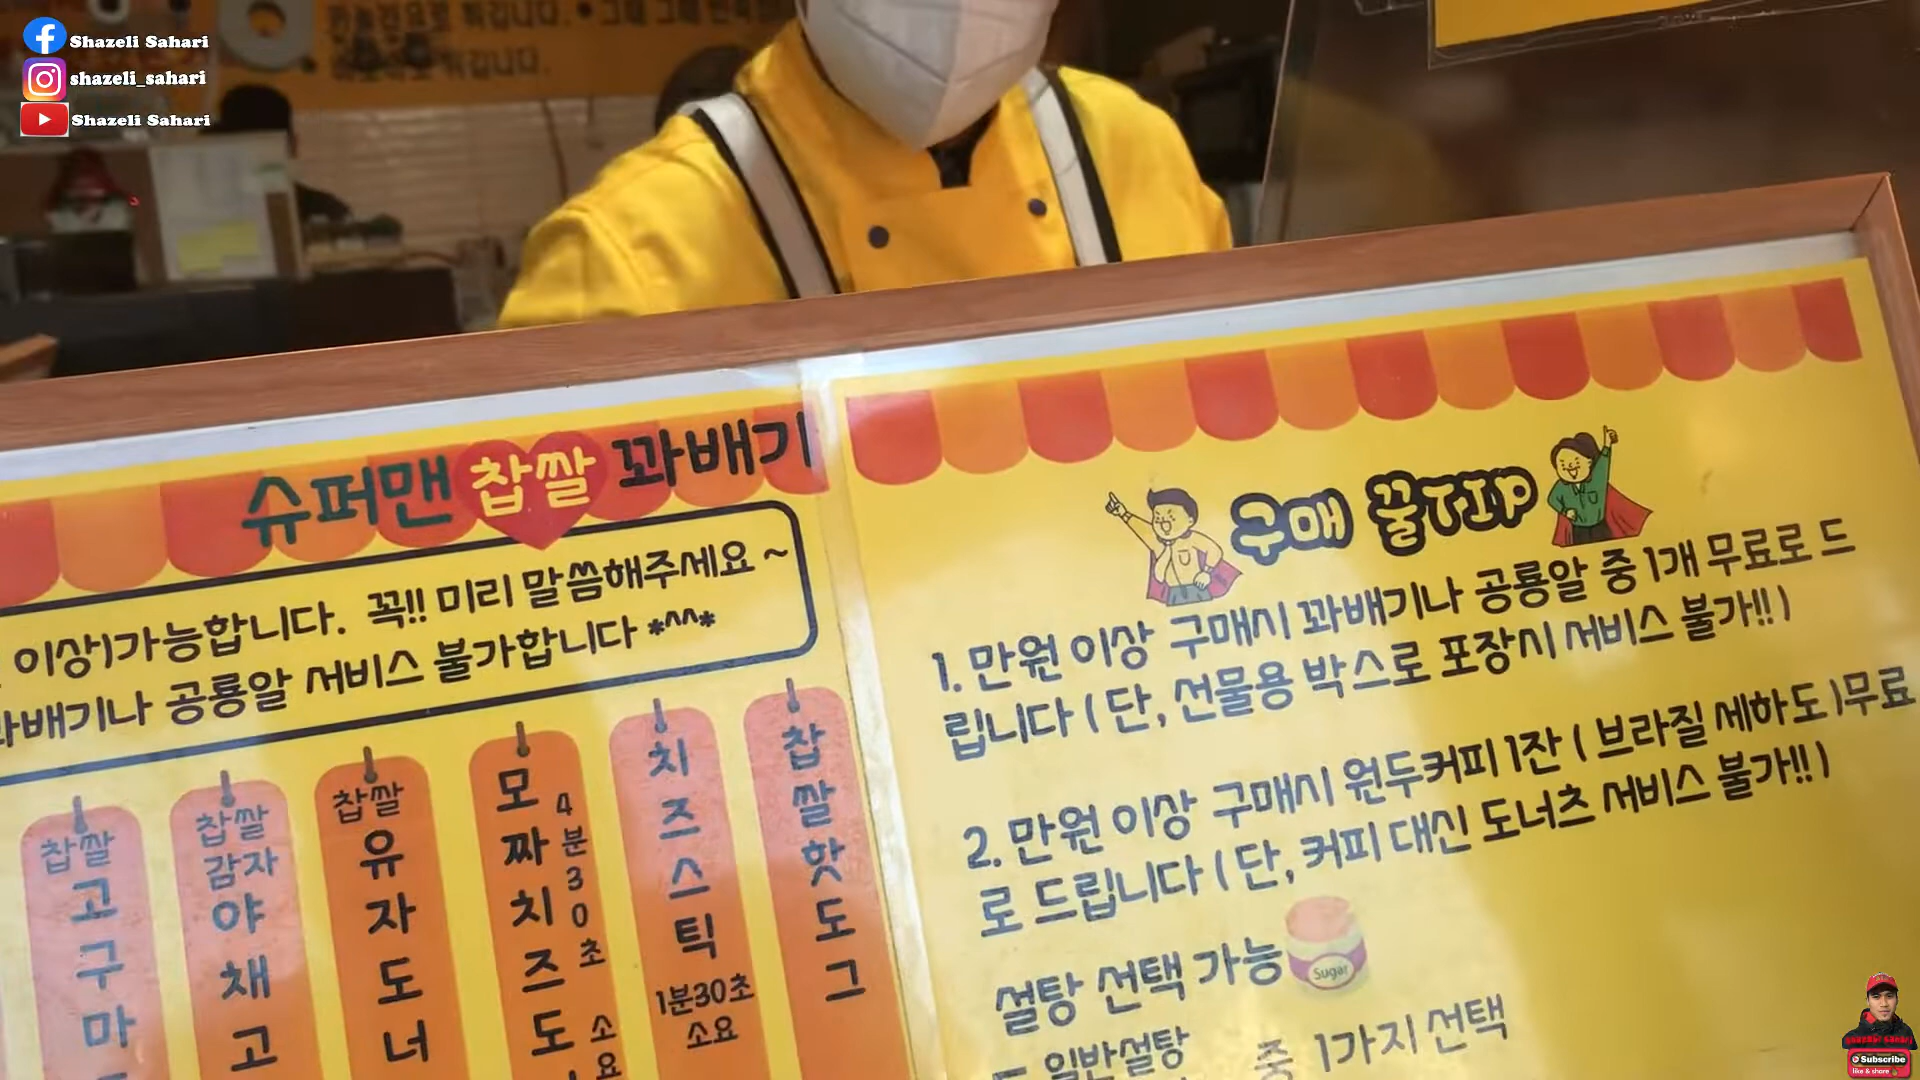 Shazeli Sahari
shazeli_sahari
Shazeli Sahari
튀깁니다.
슈퍼맨 찹쌀 꽈배기
이상)가능합니다. 꼭!! 미리 말씀해주세요~
꽈배기나 공룡알 서비스 불가합니다 *^^*
찹쌀 고구마
찹쌀 감자 야채고
찹쌀 유자도너
모짜치즈도
4분30초 소요
치즈스틱
1분30초
소요
찹쌀핫도그
구매 꿀TIP
1. 만원 이상 구매시 꽈배기나 공룡알 중 1개 무료로 드
립니다 ( 단, 선물용 박스로 포장시 서비스 불가!! )
2. 만원 이상 구매시 원두커피 1잔 ( 브라질 세하도 )무료
로 드립니다 ( 단, 커피 대신 도너츠 서비스 불가!! )
설탕 선택 가능
Sugar
일반설탕
중 1가지 선택
Subscribe
like & share